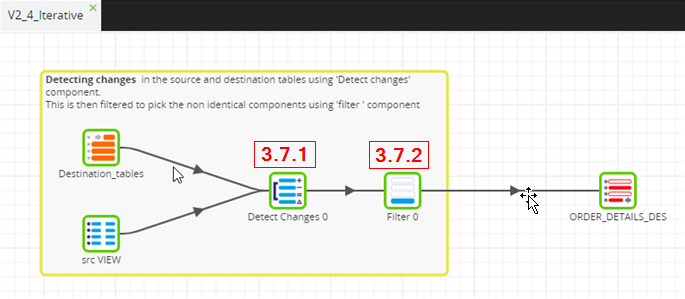 V2_4_Iterative
Detecting changes in the source and destination tables using 'Detect changes'
component.
This is then filtered to pick the non identical components using 'filter ' component
3.7.1
3.7.2
Destination_tables
Detect Changes 0
Filter 0
ORDER_DETAILS_DES
src VIEW